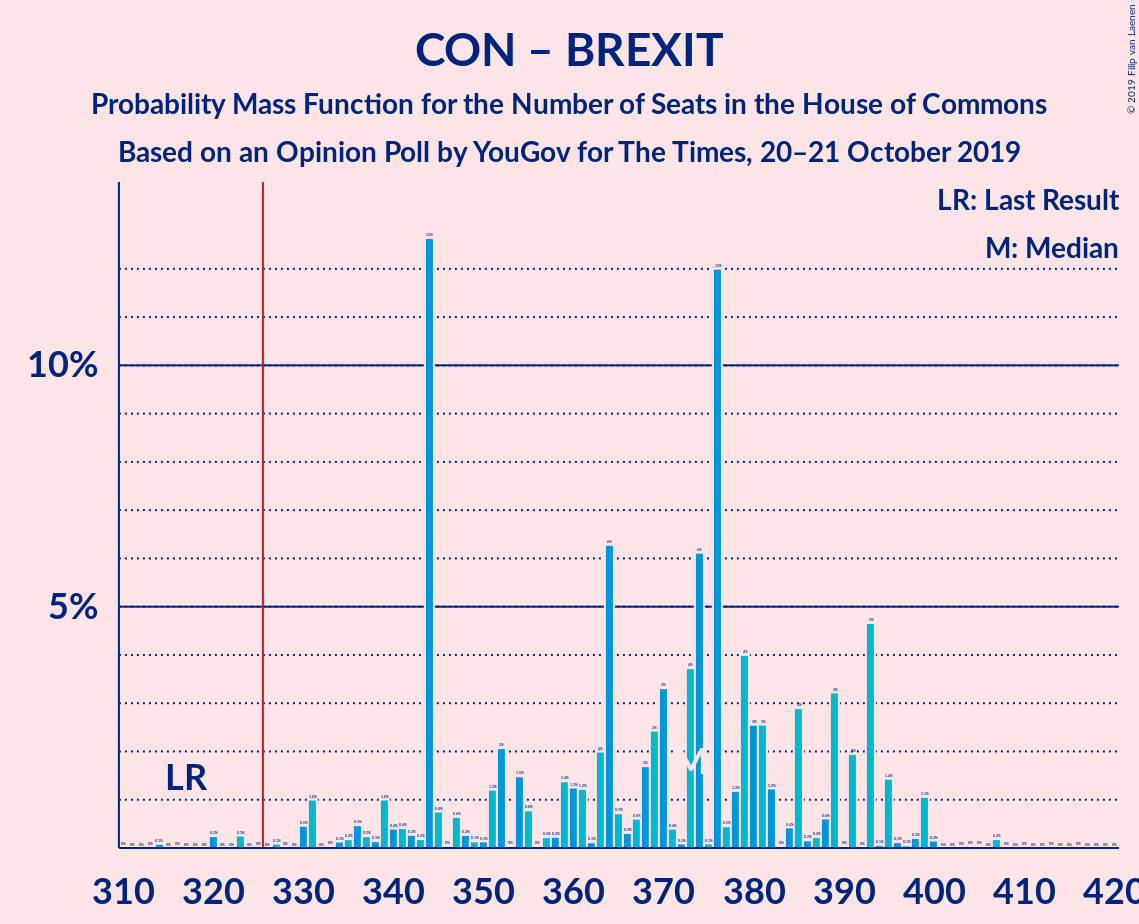 CON – BREXIT
Probability Mass Function for the Number of Seats in the House of Commons
Based on an Opinion Poll by YouGov for The Times, 20–21 October 2019
© 2019 Filip van Laenen
LR: Last Result
M: Median
10%
5%
LR
M
310 320 330 340 350 360 370 380 390 400 410 420